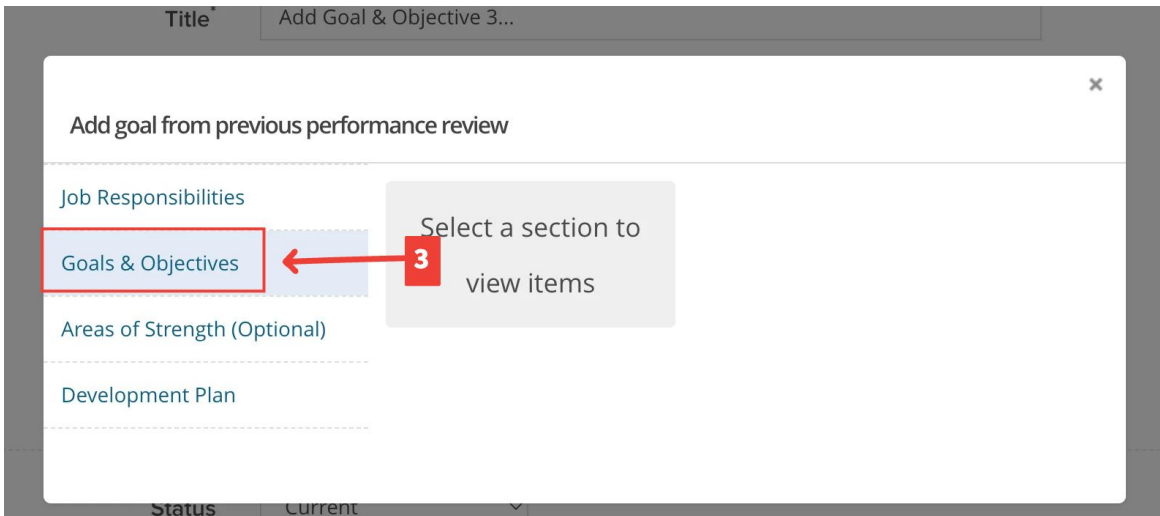 Title*
Add Goal & Objective 3...
×
Add goal from previous performance review
Job Responsibilities
Goals & Objectives
3
Areas of Strength (Optional)
Development Plan
Select a section to
view items
Status
Current